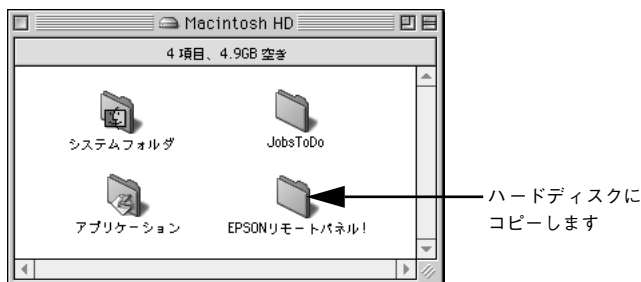 Macintosh HD
4 項目、4.9GB 空き
システムフォルダ
JobsToDo
アプリケーション
EPSONリモートパネル!
ハードディスクに
コピーします